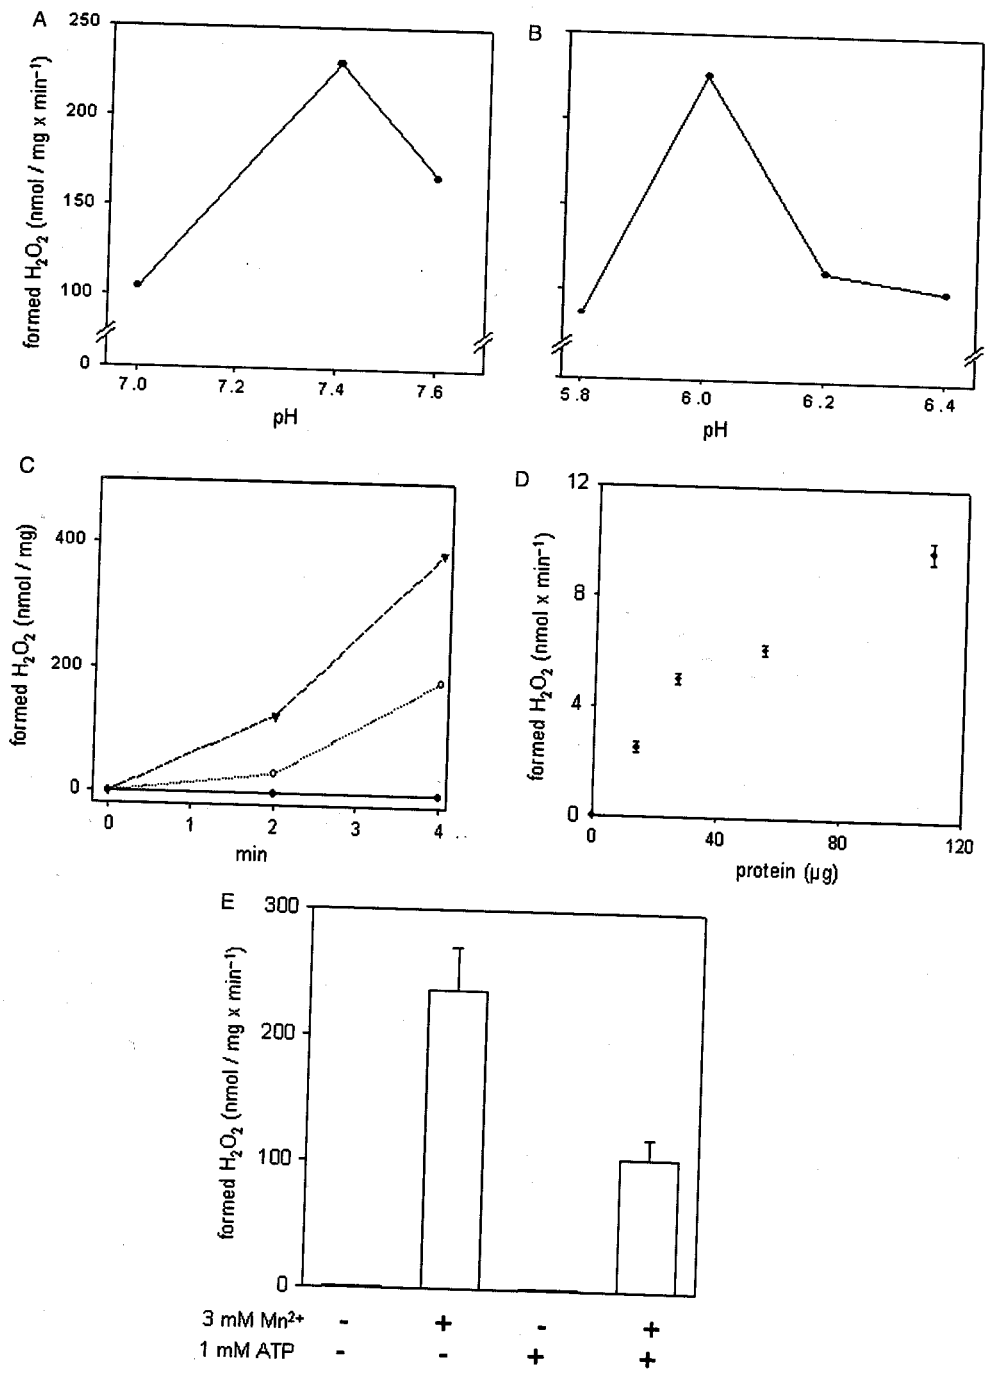 A
250
200
150
100
0
formed H₂O₂ (nmol / mg x min⁻¹)
7.0 7.2 7.4 7.6
pH
B
5.8 6.0 6.2 6.4
pH
C
400
200
0
formed H₂O₂ (nmol / mg)
0 1 2 3 4
min
D
12
8
4
0
formed H₂O₂ (nmol x min⁻¹)
0 40 80 120
protein (µg)
E
300
200
100
0
formed H₂O₂ (nmol / mg x min⁻¹)
3 mM Mn²⁺ - + - +
1 mM ATP - - + +